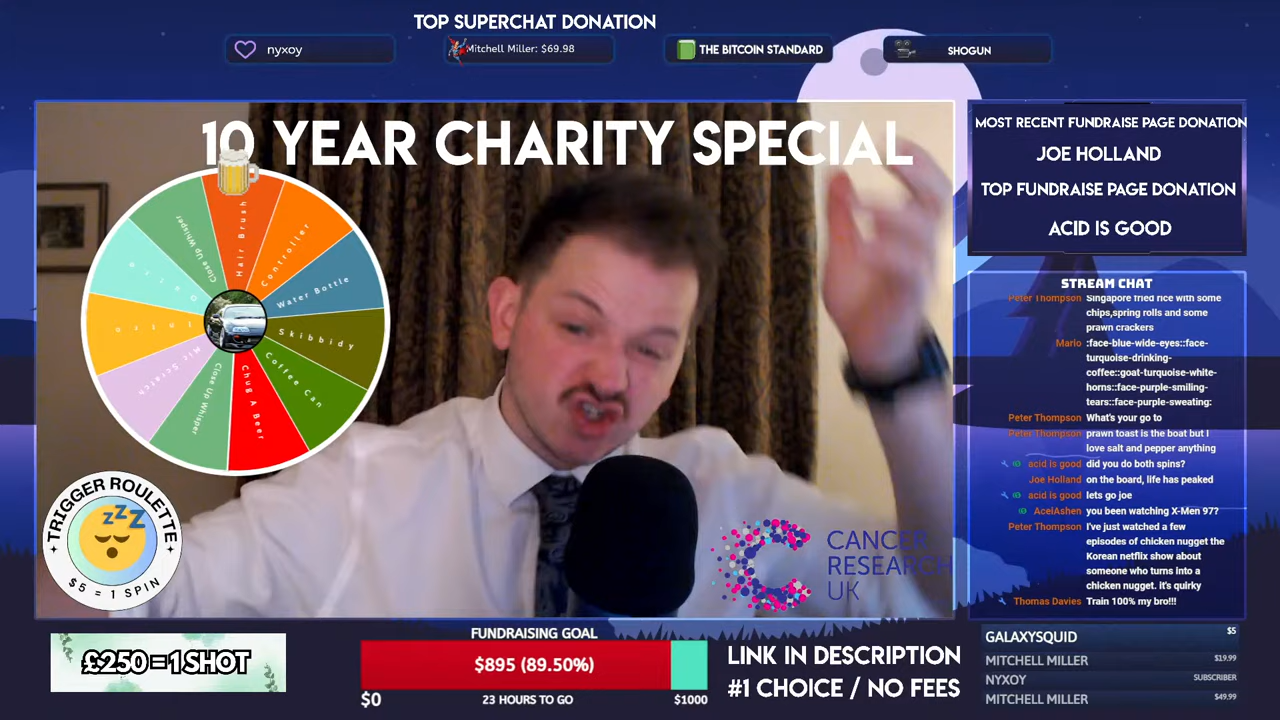 TOP SUPERCHAT DONATION
nyxoy
Mitchell Miller: $69.98
THE BITCOIN STANDARD
SHOGUN
10 YEAR CHARITY SPECIAL
Hair Brush
Controller
Water Bottle
Skibbidy
Coffee Can
Chug A Beer
Close Up Whisper
Mic Scratch
Close Up Whisper
TRIGGER ROULETTE
ZZZ
$5 = 1 SPIN
CANCER
RESEARCH
UK
MOST RECENT FUNDRAISE PAGE DONATION
JOE HOLLAND
TOP FUNDRAISE PAGE DONATION
ACID IS GOOD
STREAM CHAT
Peter Thompson Singapore fried rice with some
chips,spring rolls and some
prawn crackers
Mario :face-blue-wide-eyes::face-
turquoise-drinking-
coffee::goat-turquoise-white-
horns::face-purple-smiling-
tears::face-purple-sweating:
Peter Thompson What's your go to
Peter Thompson prawn toast is the boat but I
love salt and pepper anything
acid is good did you do both spins?
Joe Holland on the board, life has peaked
acid is good lets go joe
AceiAshen you been watching X-Men 97?
Peter Thompson I've just watched a few
episodes of chicken nugget the
Korean netflix show about
someone who turns into a
chicken nugget. it's quirky
Thomas Davies Train 100% my bro!!!
£250 = 1 SHOT
FUNDRAISING GOAL
$895 (89.50%)
$0
23 HOURS TO GO
$1000
LINK IN DESCRIPTION
#1 CHOICE / NO FEES
GALAXYSQUID $5
MITCHELL MILLER $19.99
NYXOY SUBSCRIBER
MITCHELL MILLER $49.99